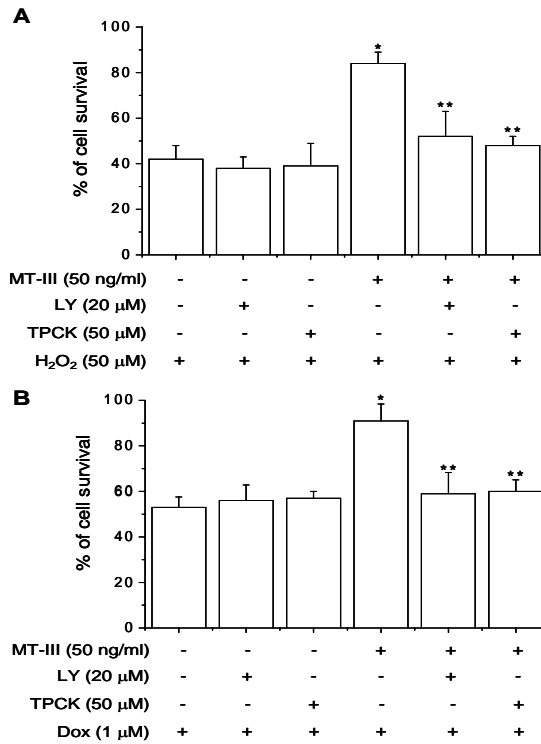 A
100
80
60
40
20
0
% of cell survival
*
**
**
MT-III (50 ng/ml) - - - + + +
LY (20 μM) - + - - + -
TPCK (50 μM) - - + - - +
H₂O₂ (50 μM) + + + + + +
B
100
80
60
40
20
0
% of cell survival
*
**
**
MT-III (50 ng/ml) - - - + + +
LY (20 μM) - + - - + -
TPCK (50 μM) - - + - - +
Dox (1 μM) + + + + + +